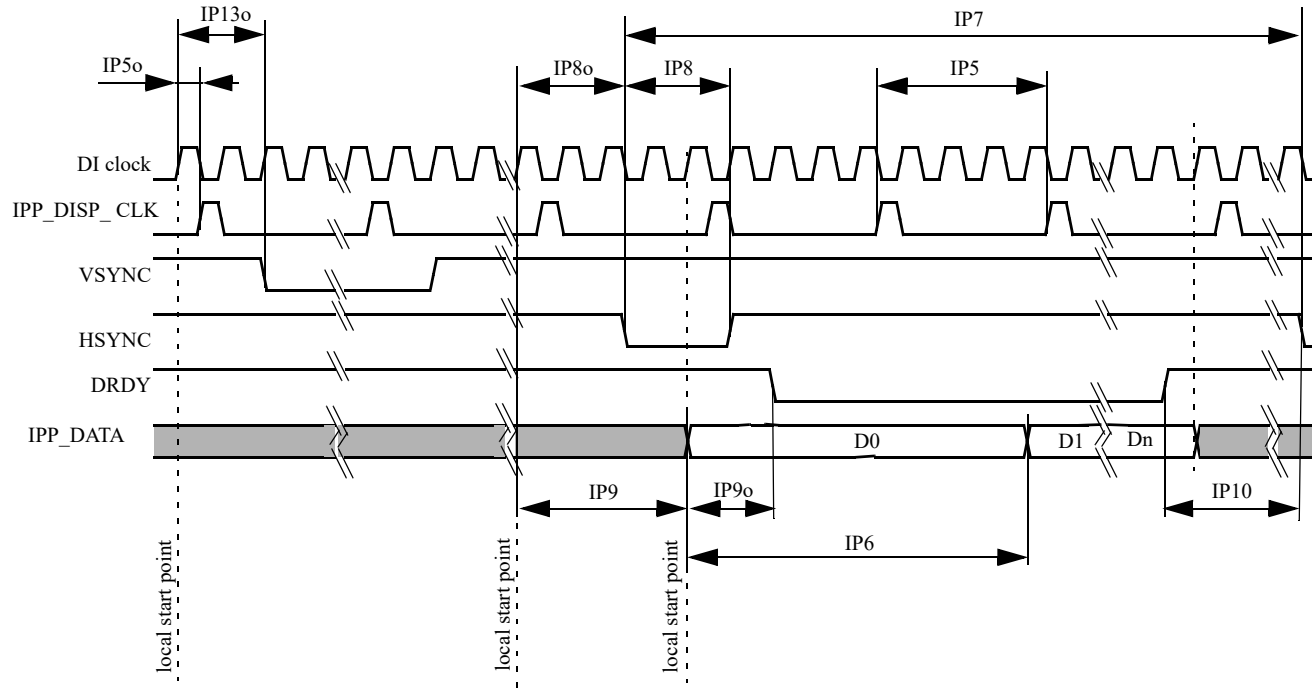 IP13o
IP7
IP5o
IP8o
IP8
IP5
DI clock
IPP_DISP_ CLK
VSYNC
HSYNC
DRDY
IPP_DATA
D0
D1
Dn
IP9
IP9o
IP10
IP6
local start point
local start point
local start point